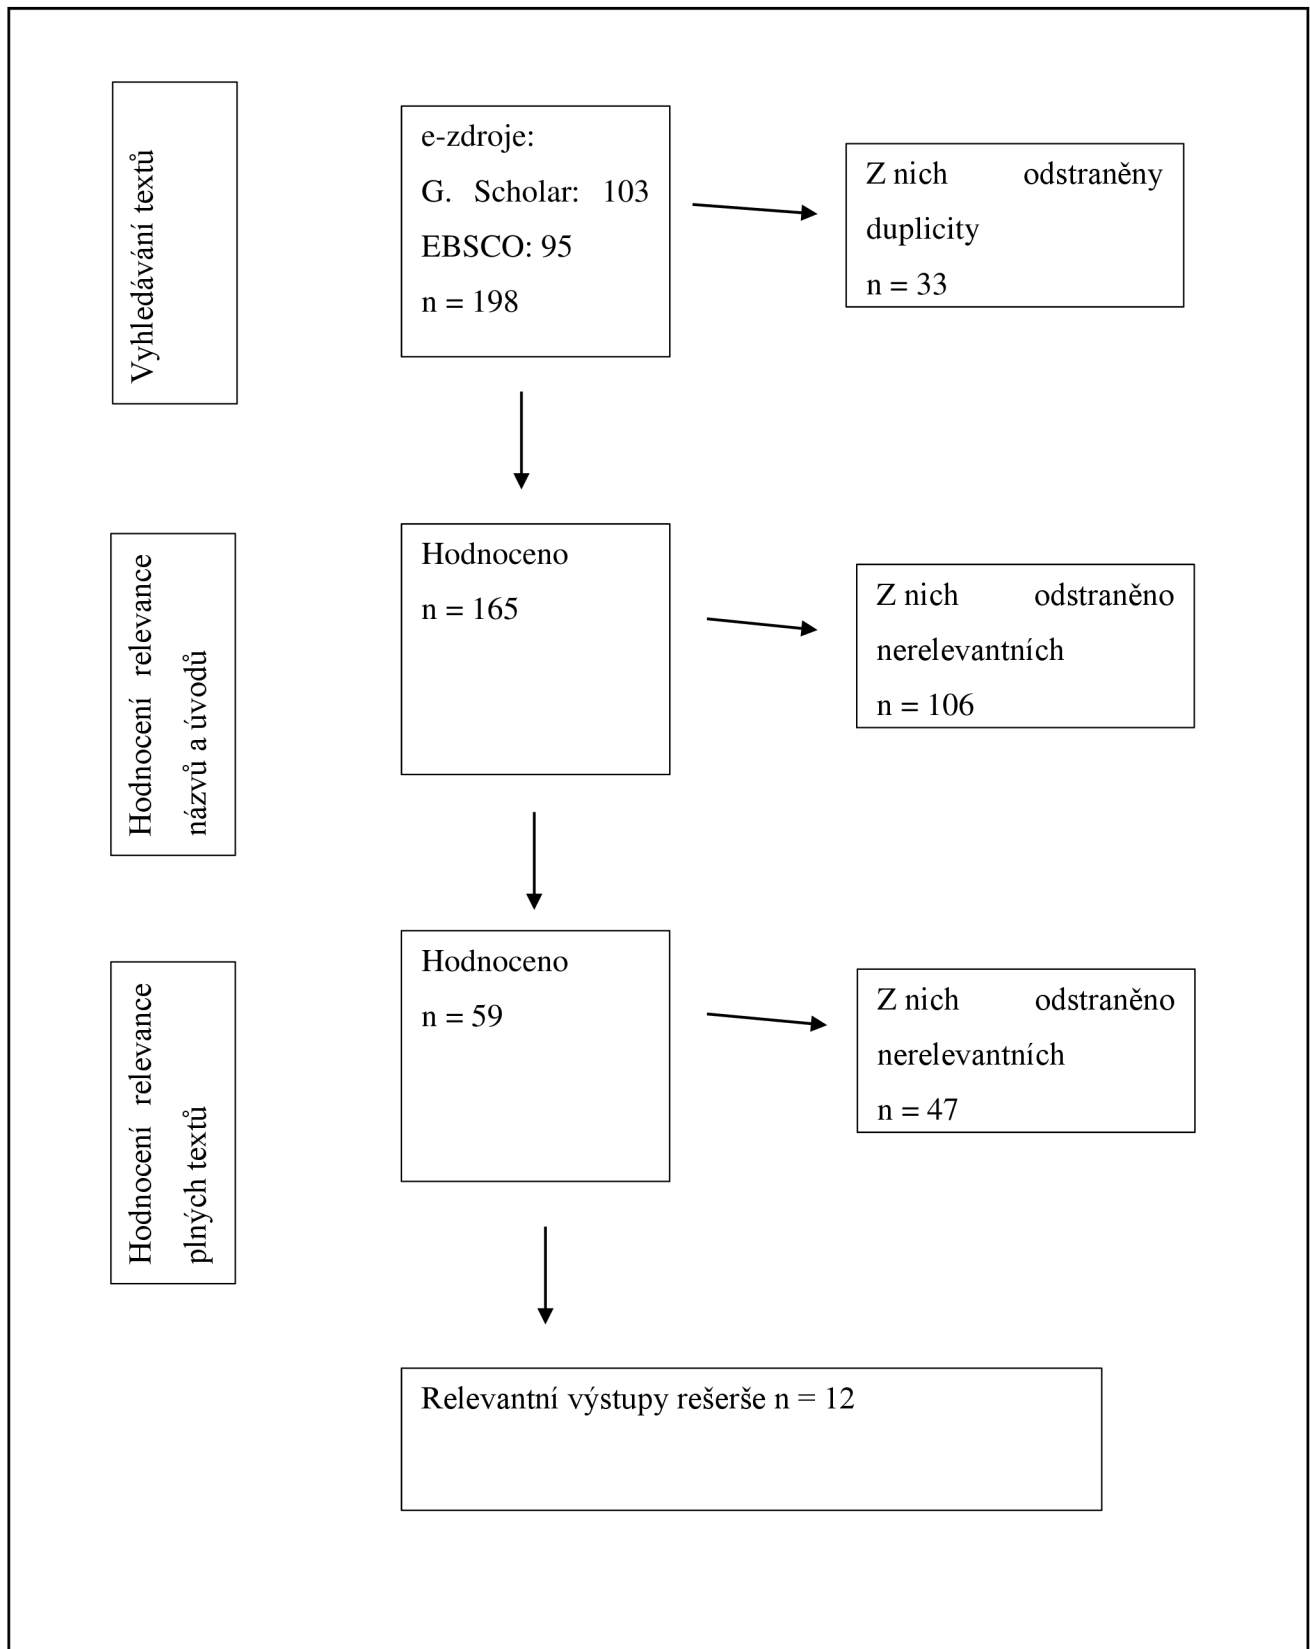 Vyhledávání textů
e-zdroje:
G. Scholar: 103
EBSCO: 95
n = 198
Z nich odstraněny
duplicity
n = 33
Hodnocení relevance
názvů a úvodů
Hodnoceno
n = 165
Z nich odstraněno
nerelevantních
n = 106
Hodnocení relevance
plných textů
Hodnoceno
n = 59
Z nich odstraněno
nerelevantních
n = 47
Relevantní výstupy rešerše n = 12